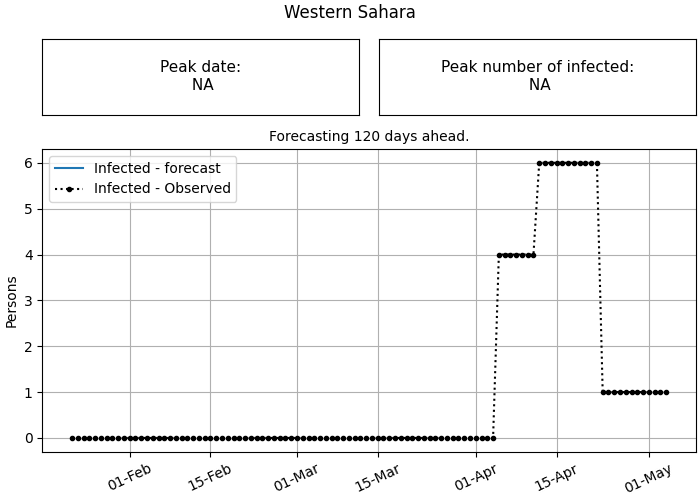 Western Sahara
Peak date:
NA
Peak number of infected:
NA
Forecasting 120 days ahead.
Infected - forecast
Infected - Observed
Persons
6
5
4
3
2
1
0
01-Feb
15-Feb
01-Mar
15-Mar
01-Apr
15-Apr
01-May